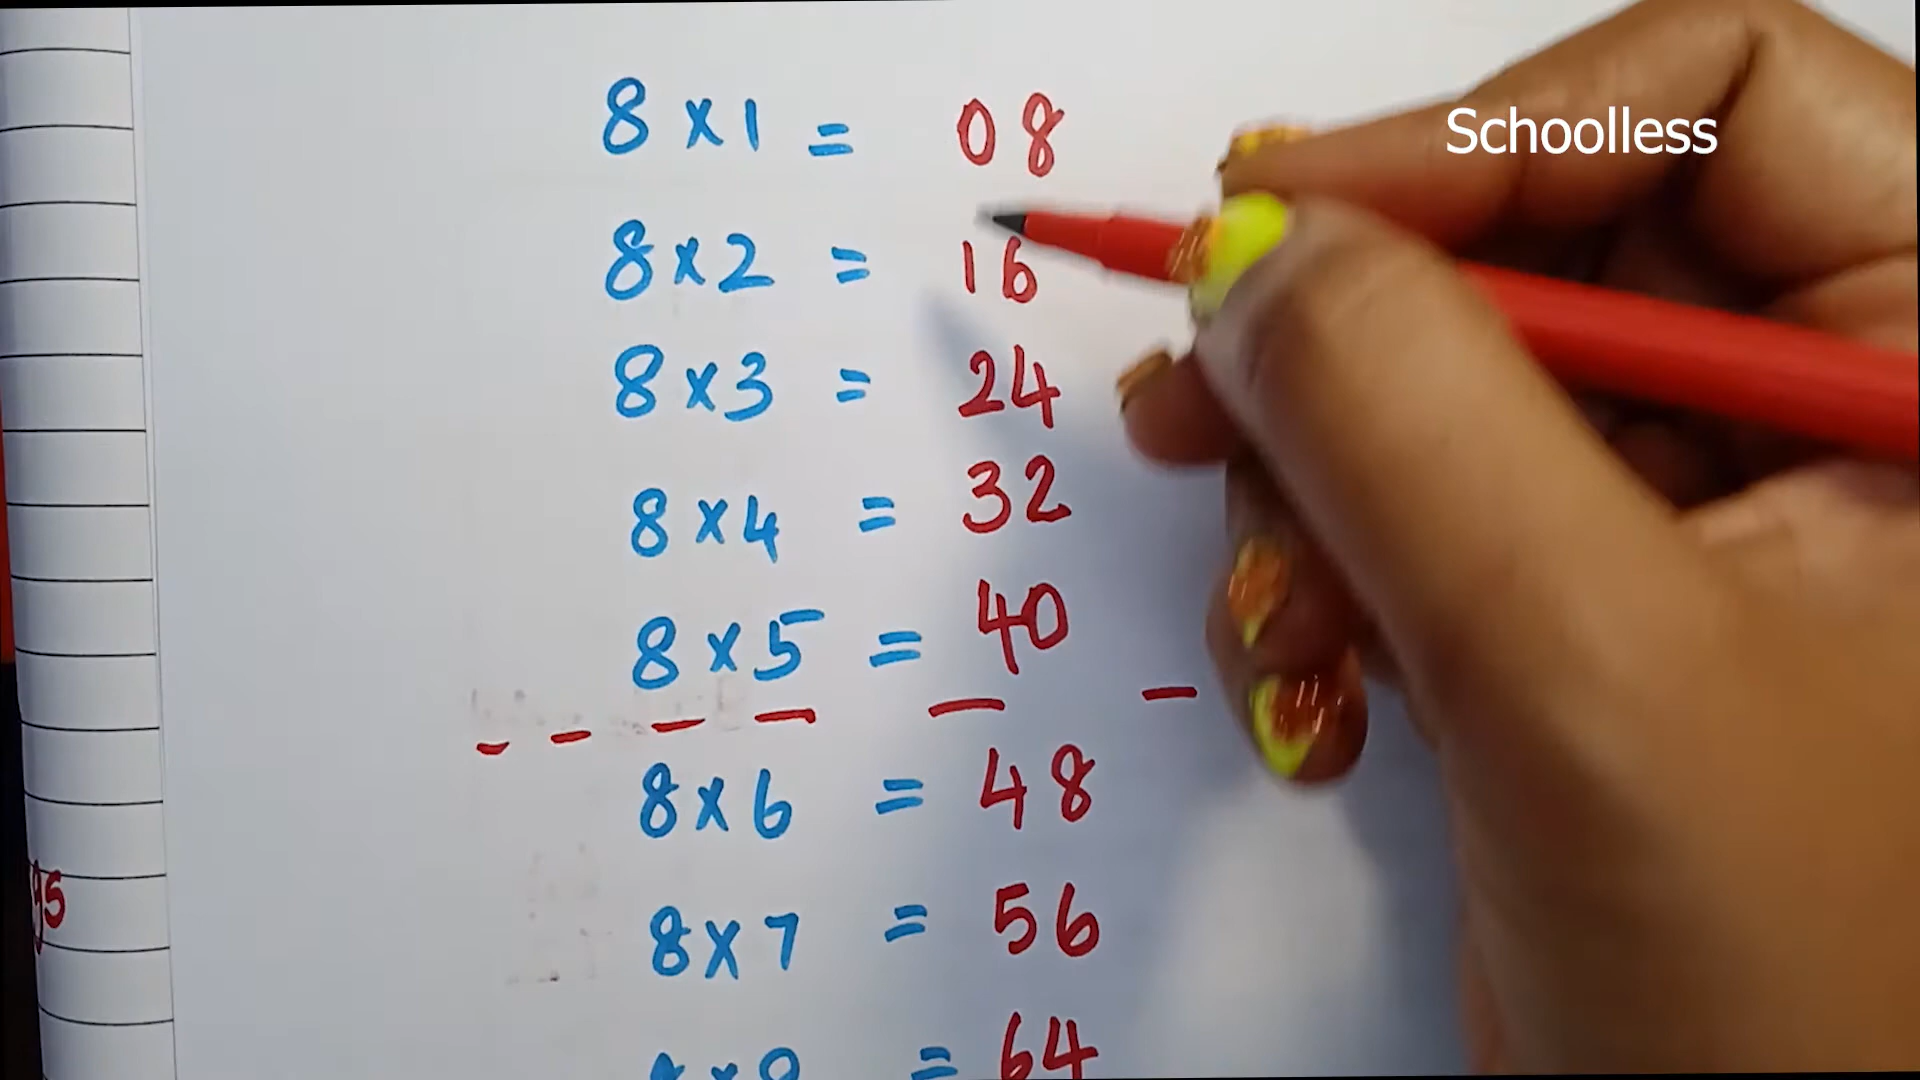 Schoolless
8 × 1 = 08
8 × 2 = 16
8 × 3 = 24
8 × 4 = 32
8 × 5 = 40
8 × 6 = 48
8 × 7 = 56
= 64